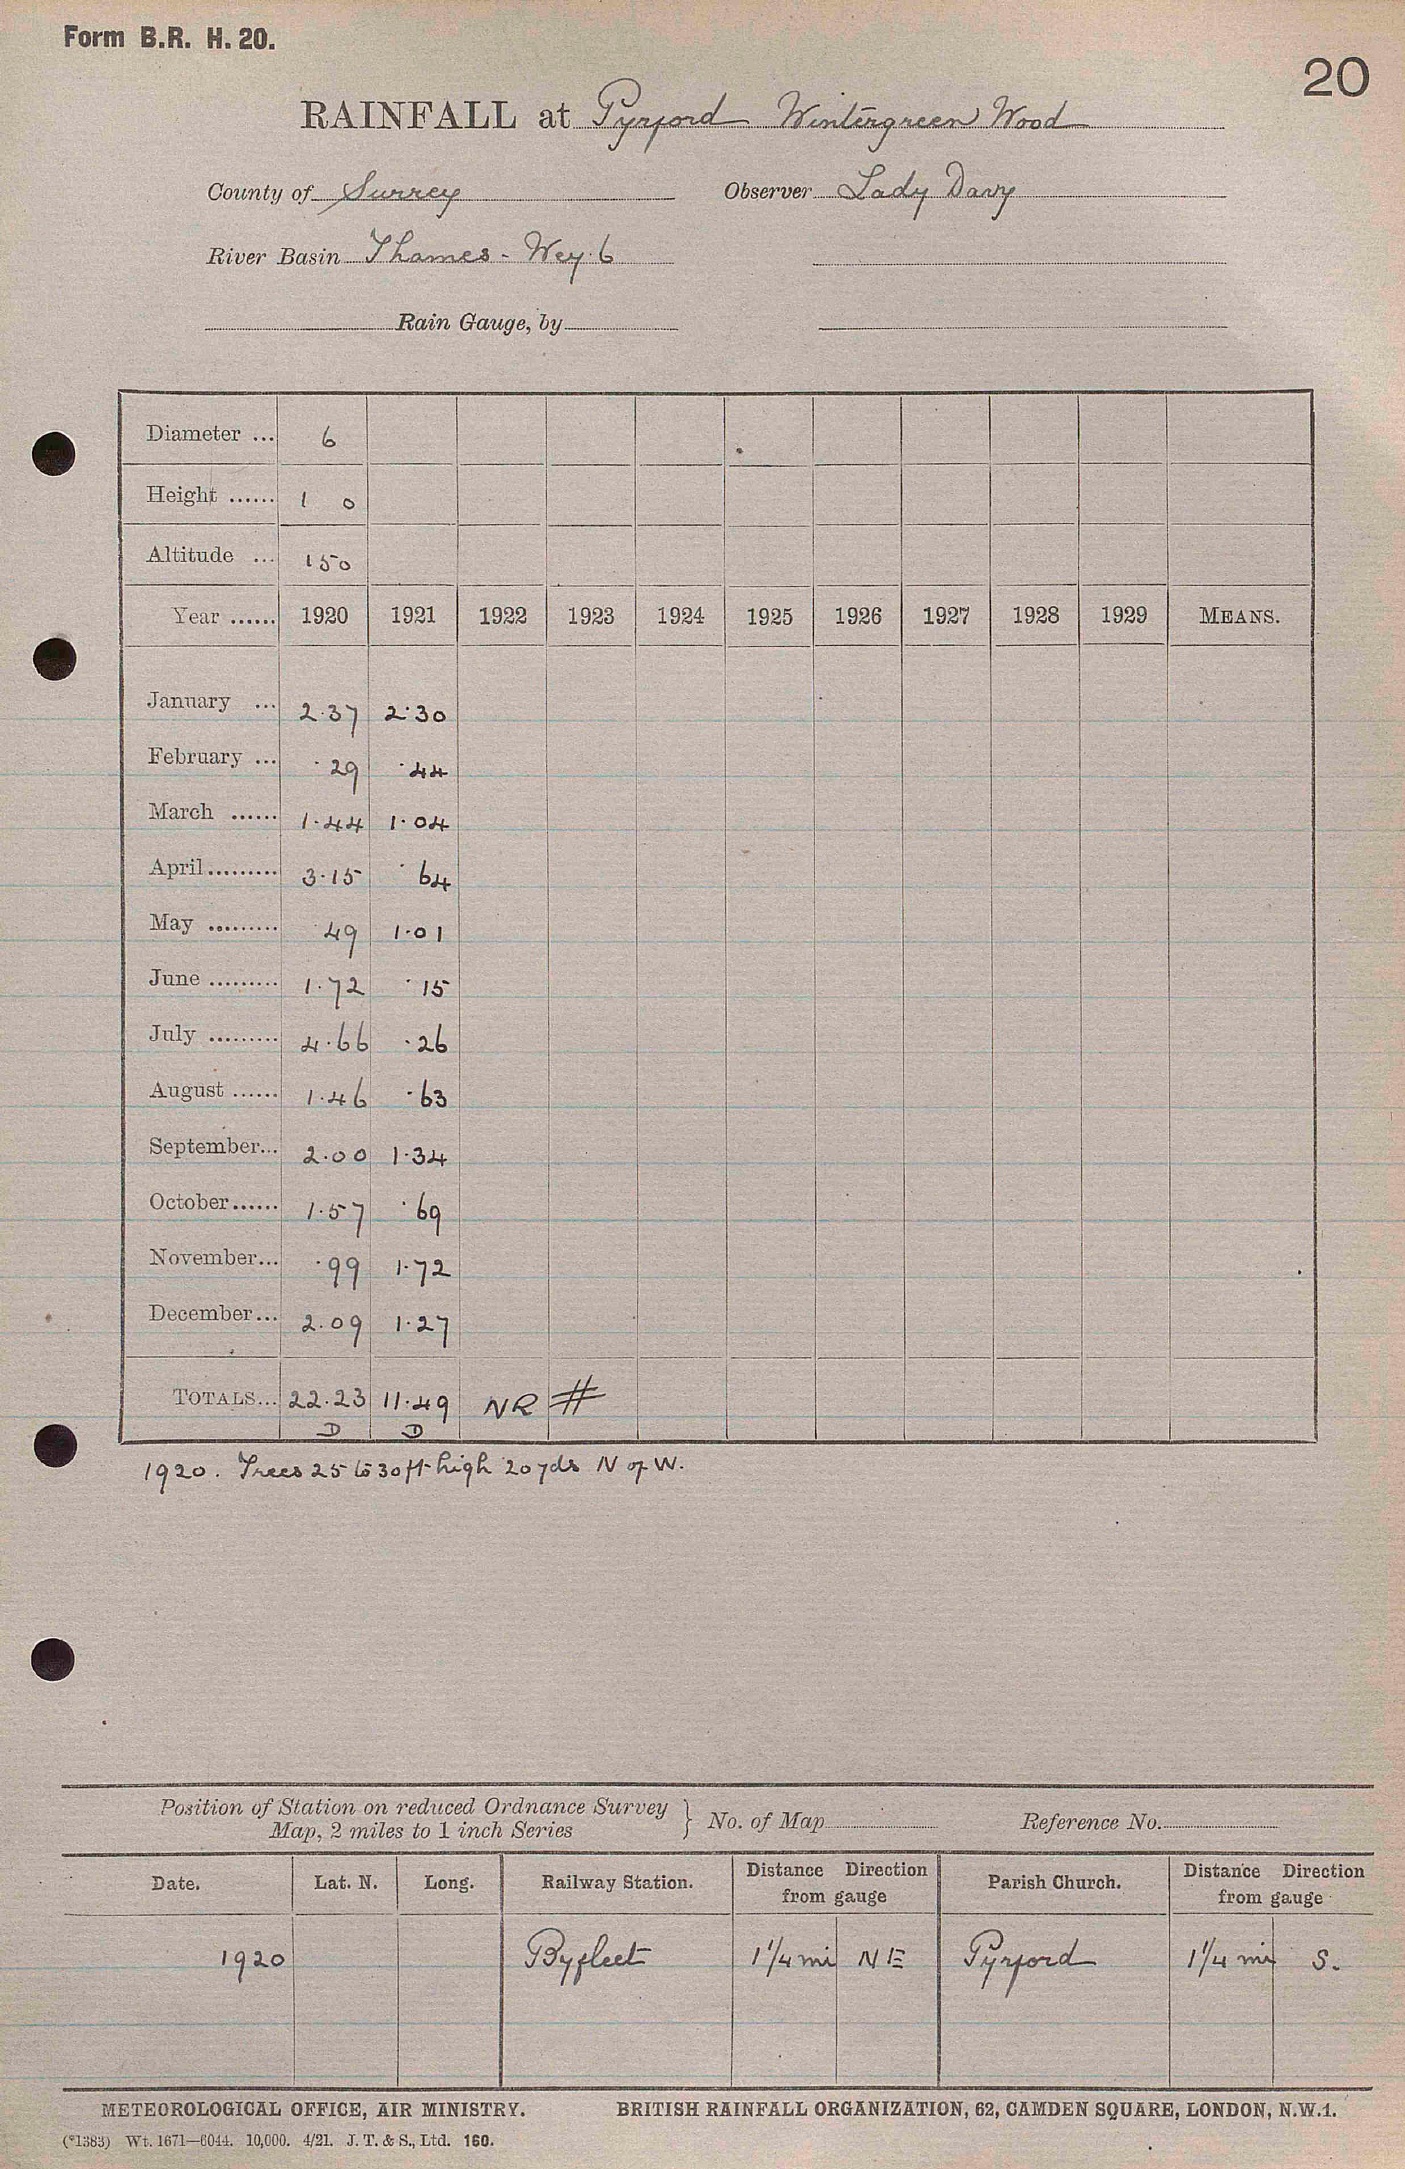 Form B.R. H. 20.
20
RAINFALL at Pyrford Wintergreen Wood
County of Surrey Observer Lady Davy
River Basin Thames - Wey. 6
Rain Gauge, by
Diameter ... 6
Height ...... 1 0
Altitude ... 150
Year ...... 1920 1921 1922 1923 1924 1925 1926 1927 1928 1929 MEANS.
January ... 2.37 2.30
February ... .29 .44
March ...... 1.44 1.04
April ......... 3.15 .64
May ......... .49 1.01
June ......... 1.72 .15
July ......... 4.66 .26
August ...... 1.46 .63
September... 2.00 1.34
October ...... 1.57 .69
November... .99 1.72
December... 2.09 1.27
TOTALS... 22.23 11.49 NR #
D D
1920. Trees 25 to 30 ft high 20 yds N of W.
Position of Station on reduced Ordnance Survey
Map, 2 miles to 1 inch Series } No. of Map Reference No.
Date. Lat. N. Long. Railway Station. Distance Direction from gauge Parish Church. Distance Direction from gauge
1920 Byfleet 1 1/4 mi NE Pyrford 1 1/4 mi S.
METEOROLOGICAL OFFICE, AIR MINISTRY. BRITISH RAINFALL ORGANIZATION, 62, CAMDEN SQUARE, LONDON, N.W.1.
(*1383) Wt. 1671—6044. 10,000. 4/21. J. T. & S., Ltd. 160.